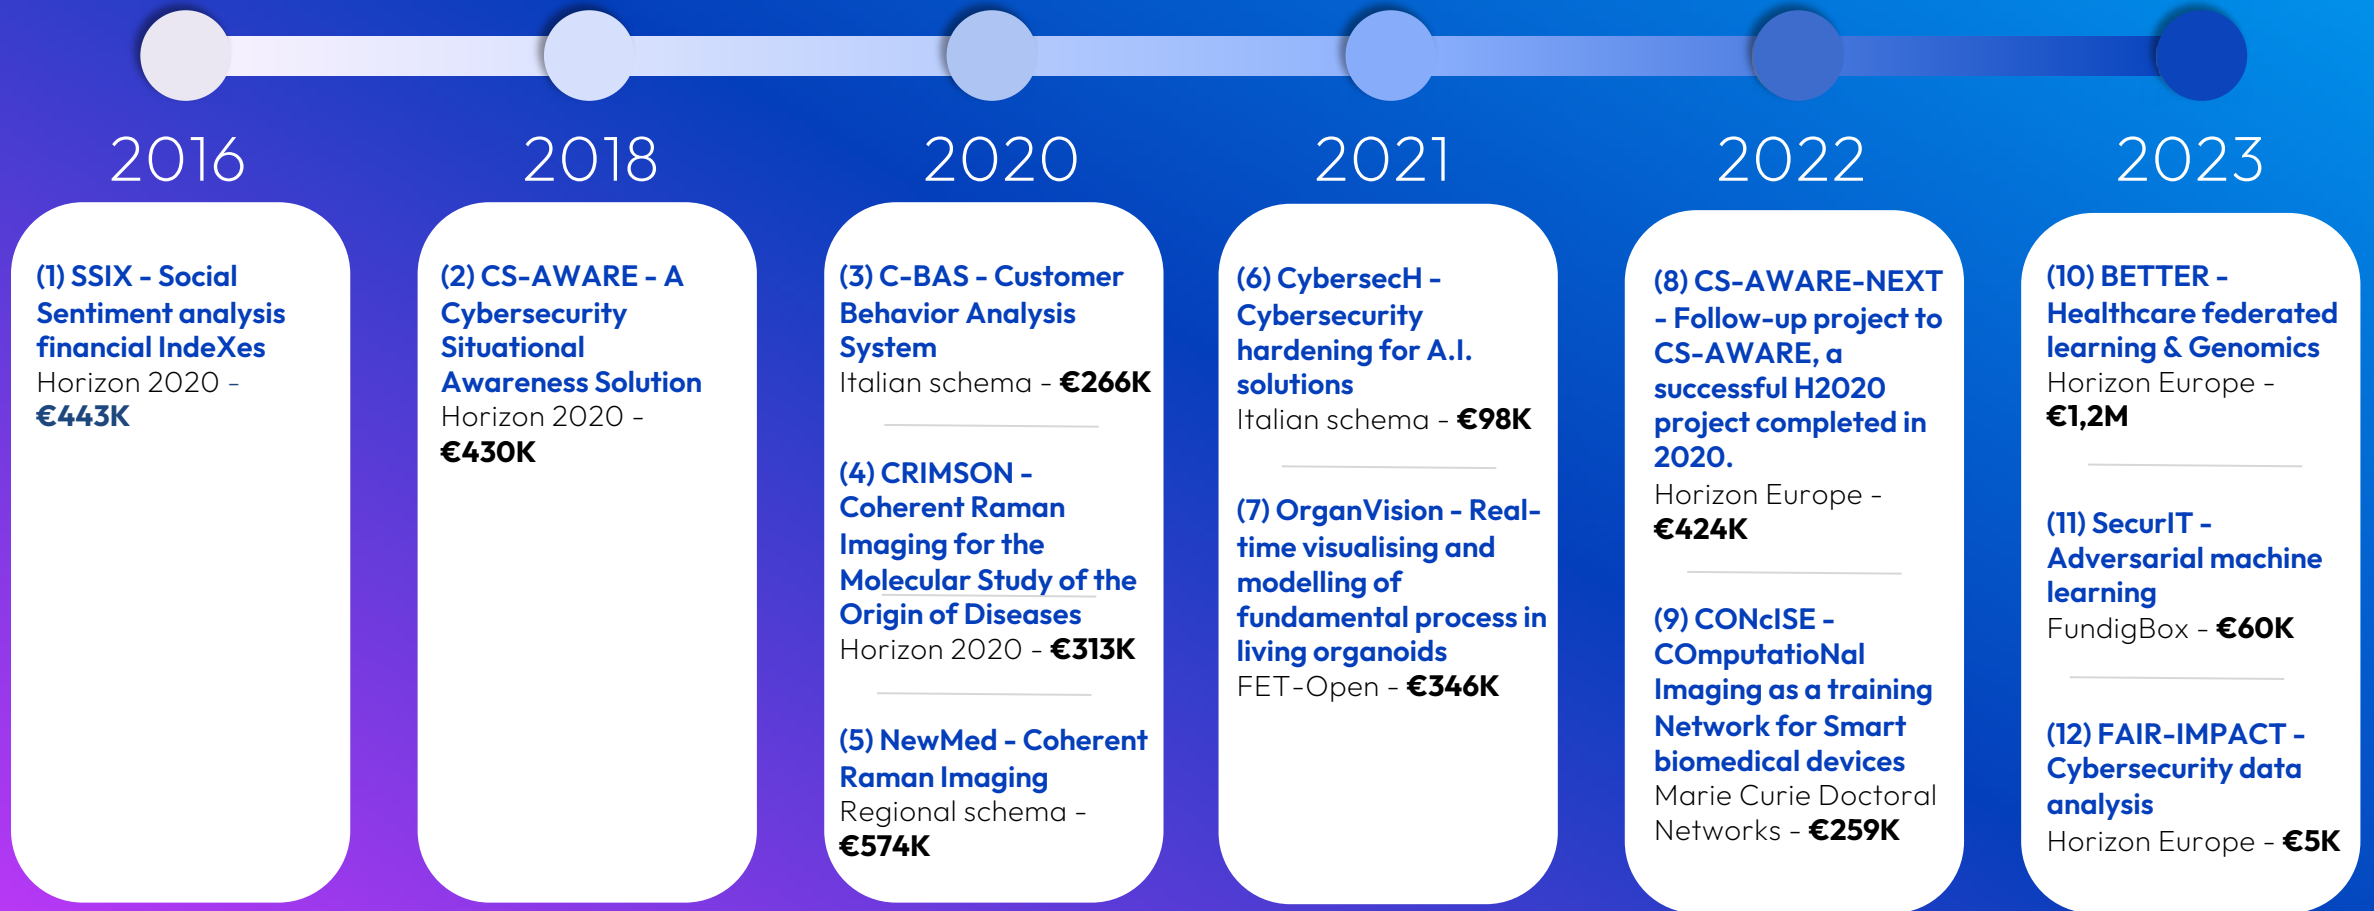 2016
(1) SSIX - Social
Sentiment analysis
financial IndeXes
Horizon 2020 -
€443K
2018
(2) CS-AWARE - A
Cybersecurity
Situational
Awareness Solution
Horizon 2020 -
€430K
2020
(3) C-BAS - Customer
Behavior Analysis
System
Italian schema - €266K
(4) CRIMSON -
Coherent Raman
Imaging for the
Molecular Study of the
Origin of Diseases
Horizon 2020 - €313K
(5) NewMed - Coherent
Raman Imaging
Regional schema -
€574K
2021
(6) CybersecH -
Cybersecurity
hardening for A.I.
solutions
Italian schema - €98K
(7) OrganVision - Real-
time visualising and
modelling of
fundamental process in
living organoids
FET-Open - €346K
2022
(8) CS-AWARE-NEXT
- Follow-up project to
CS-AWARE, a
successful H2020
project completed in
2020.
Horizon Europe -
€424K
(9) CONcISE -
COmputatioNal
Imaging as a training
Network for Smart
biomedical devices
Marie Curie Doctoral
Networks - €259K
2023
(10) BETTER -
Healthcare federated
learning & Genomics
Horizon Europe -
€1,2M
(11) SecurIT -
Adversarial machine
learning
FundigBox - €60K
(12) FAIR-IMPACT -
Cybersecurity data
analysis
Horizon Europe - €5K